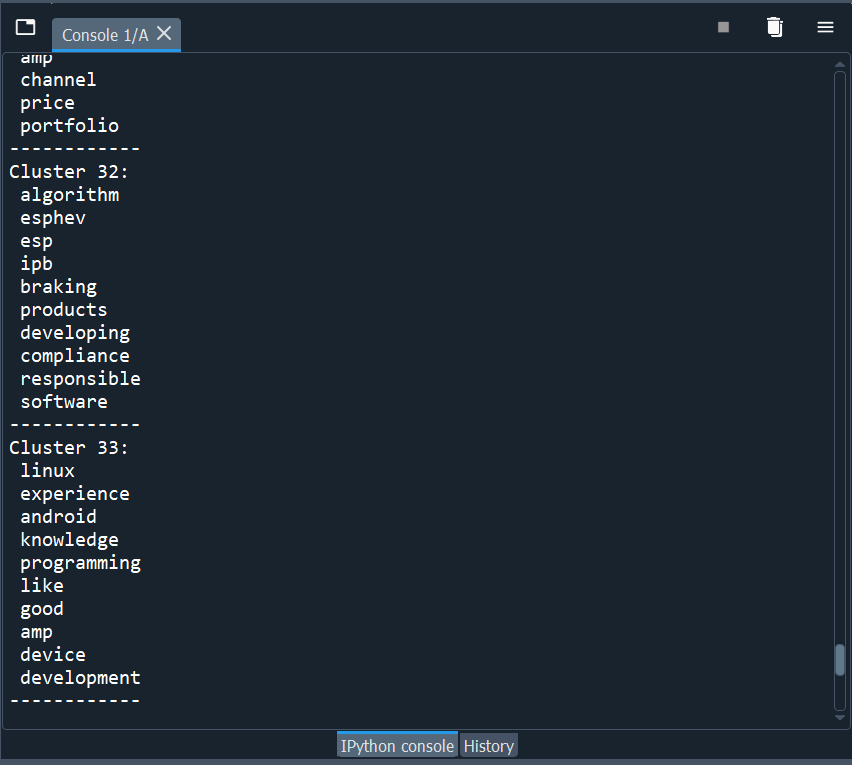 Console 1/A
amp
channel
price
portfolio
------------
Cluster 32:
algorithm
esphev
esp
ipb
braking
products
developing
compliance
responsible
software
------------
Cluster 33:
linux
experience
android
knowledge
programming
like
good
amp
device
development
------------
IPython console
History